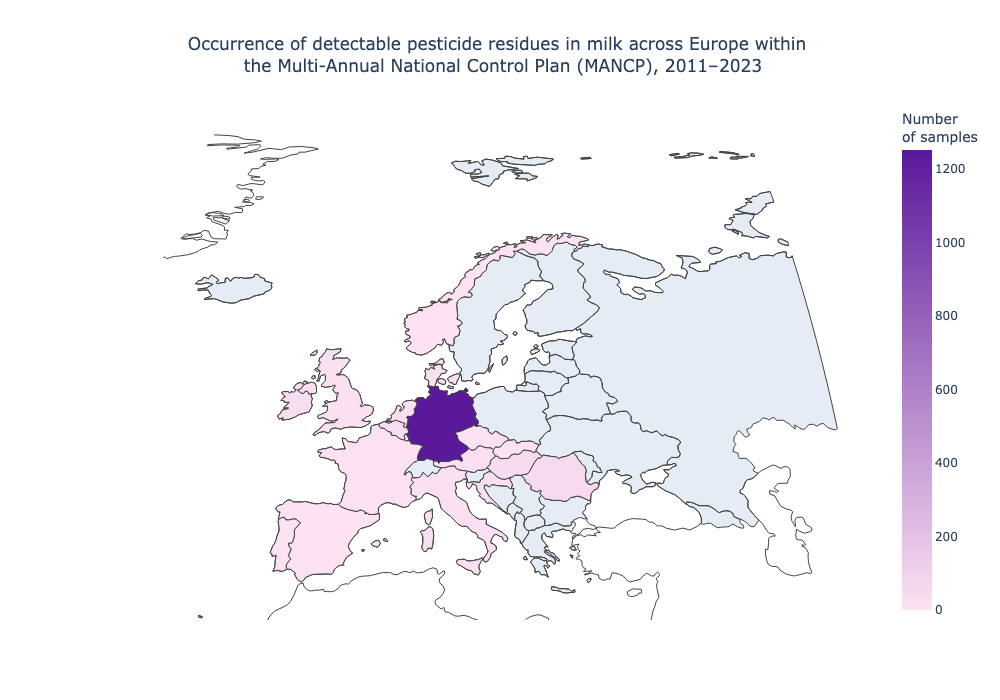 Occurrence of detectable pesticide residues in milk across Europe within
the Multi-Annual National Control Plan (MANCP), 2011–2023
Number
of samples
1200
1000
800
600
400
200
0